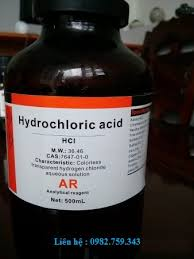 Hydrochloric acid
HCl
M.W.: 36.46
CAS:7647-01-0
Characteristic: Colorless
transparent hydrogen chloride
aqueous solution
AR
Analytical reagent
Net: 500mL
Liên hệ : 0982.759.343